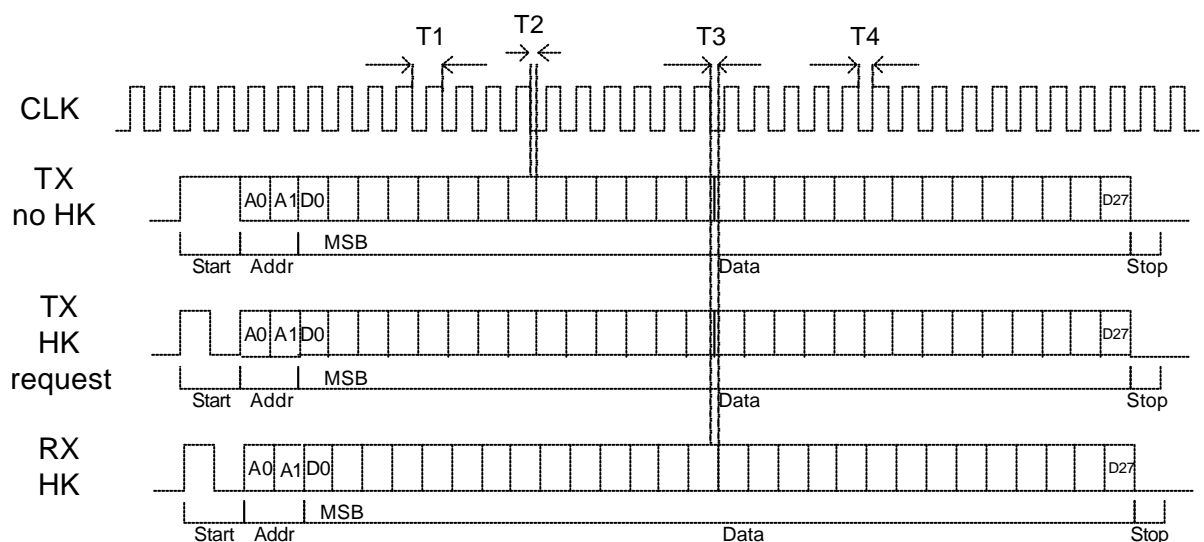 T1 T2 T3 T4
CLK
TX
no HK
A0 A1 D0 D27
MSB
Start Addr Data Stop
TX
HK
request
A0 A1 D0 D27
MSB
Start Addr Data Stop
RX
HK
A0 A1 D0 D27
MSB
Start Addr Data Stop